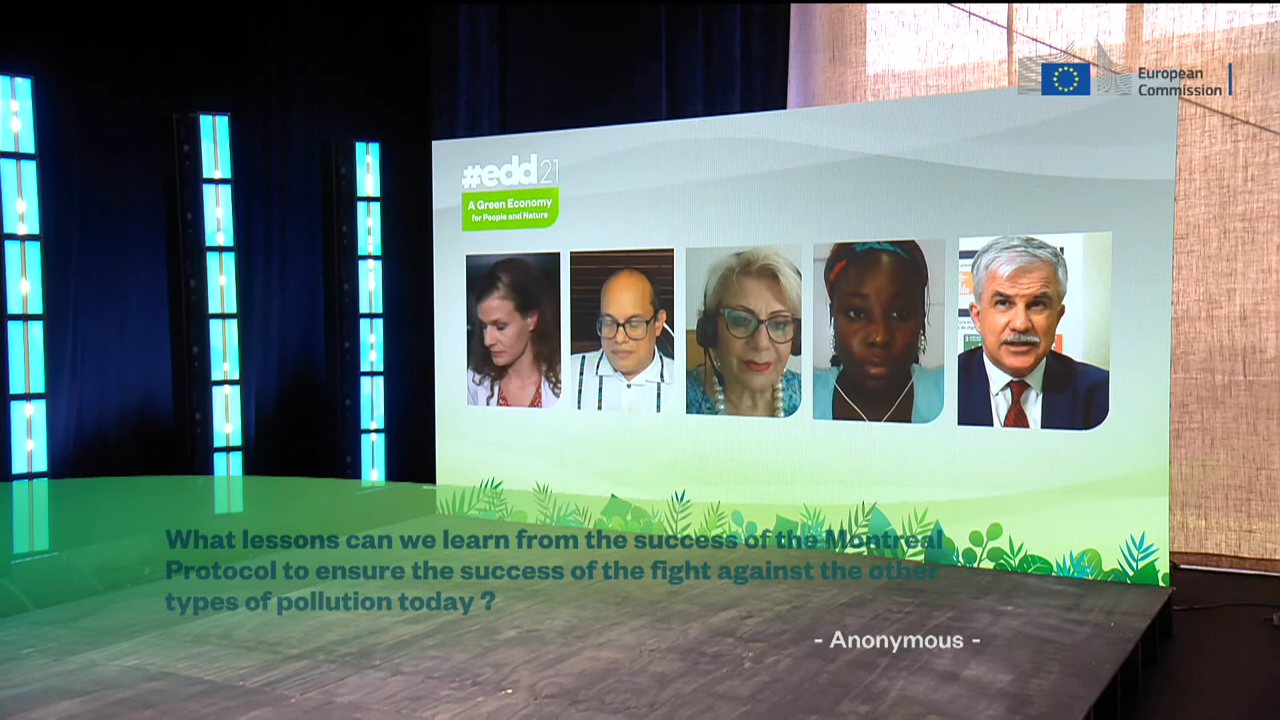 European
Commission
#edd21
A Green Economy
for People and Nature
What lessons can we learn from the success of the Montreal
Protocol to ensure the success of the fight against the other
types of pollution today ?
- Anonymous -